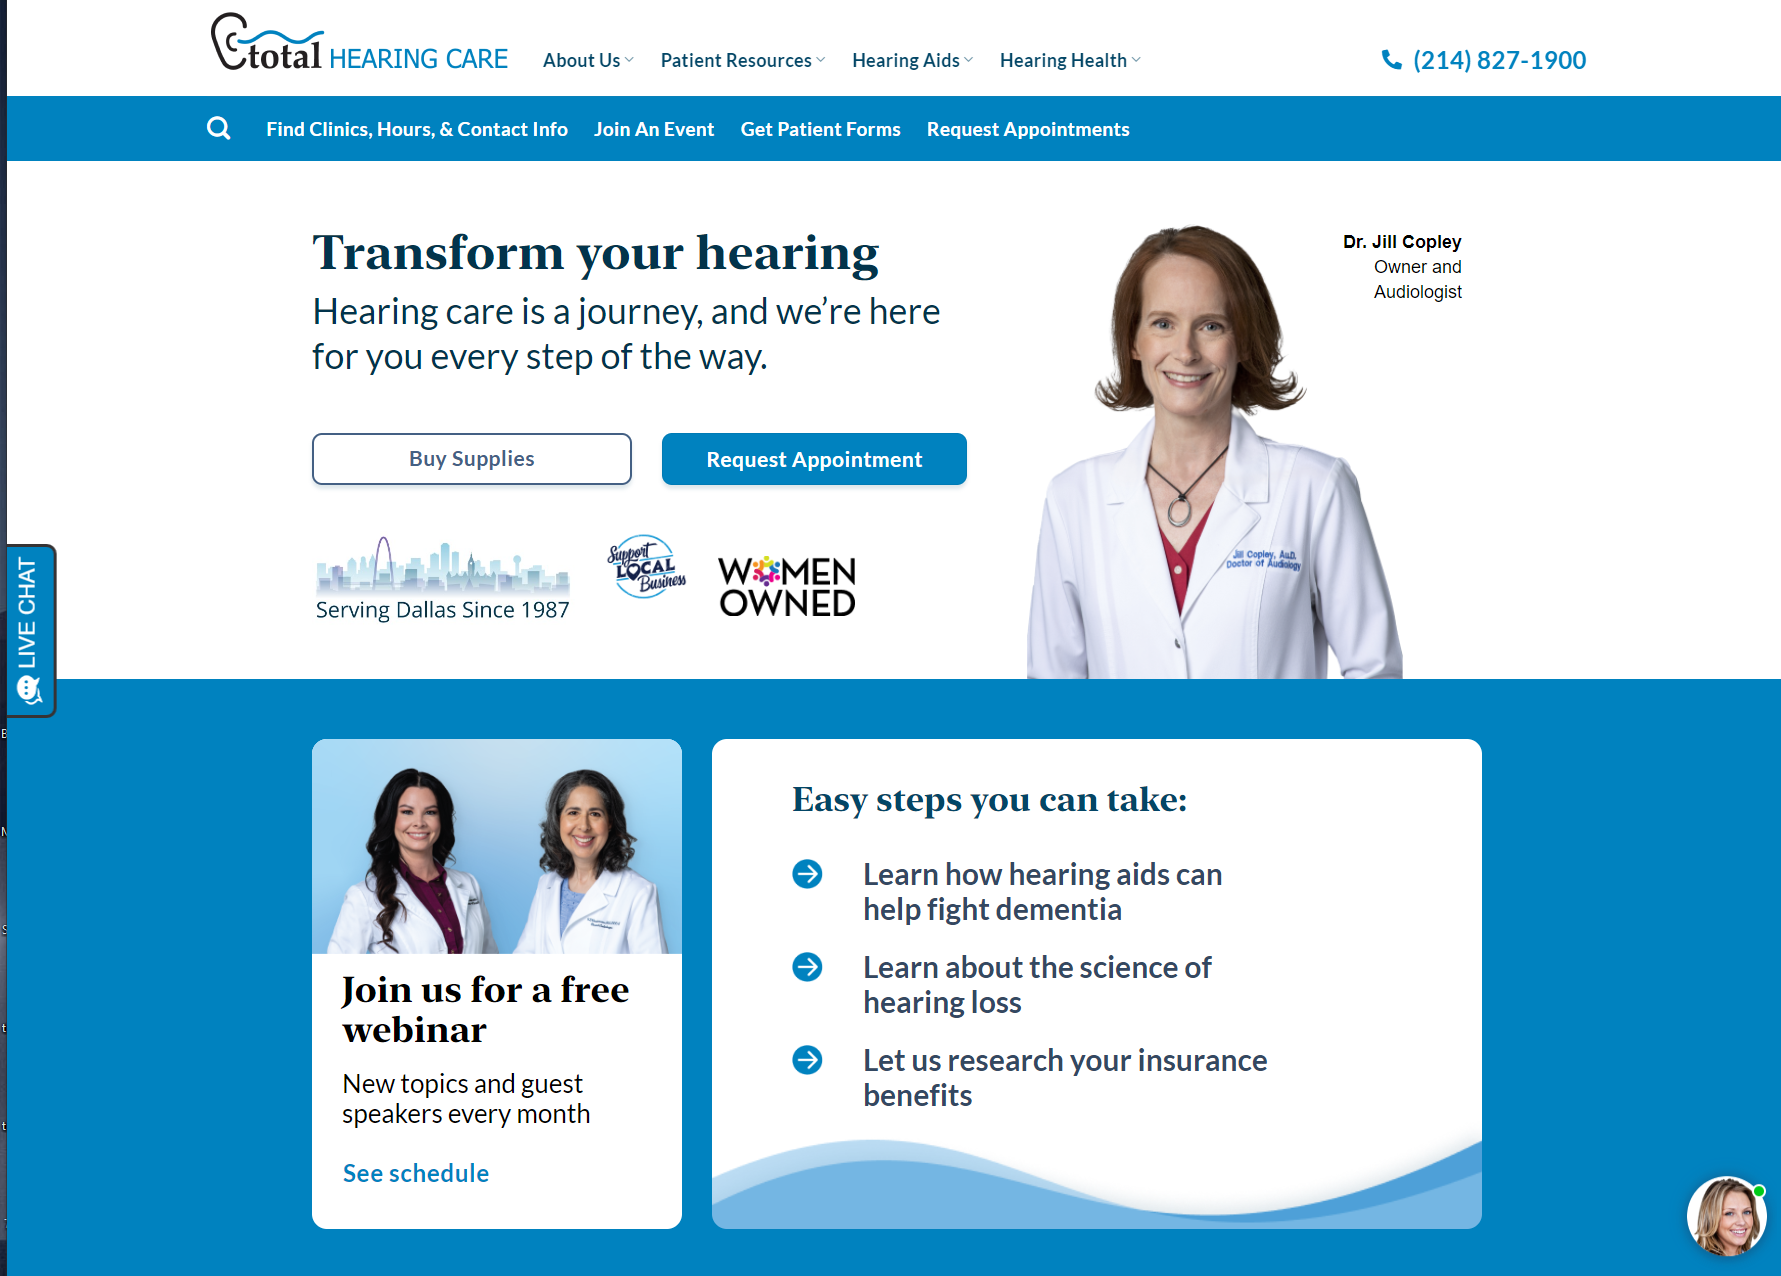 total HEARING CARE
About Us
Patient Resources
Hearing Aids
Hearing Health
(214) 827-1900
Find Clinics, Hours, & Contact Info
Join An Event
Get Patient Forms
Request Appointments
Transform your hearing
Hearing care is a journey, and we’re here
for you every step of the way.
Buy Supplies
Request Appointment
Serving Dallas Since 1987
Support
LOCAL
Business
WOMEN
OWNED
Dr. Jill Copley
Owner and
Audiologist
Jill Copley, Au.D.
Doctor of Audiology
LIVE CHAT
Join us for a free
webinar
New topics and guest
speakers every month
See schedule
Easy steps you can take:
Learn how hearing aids can
help fight dementia
Learn about the science of
hearing loss
Let us research your insurance
benefits